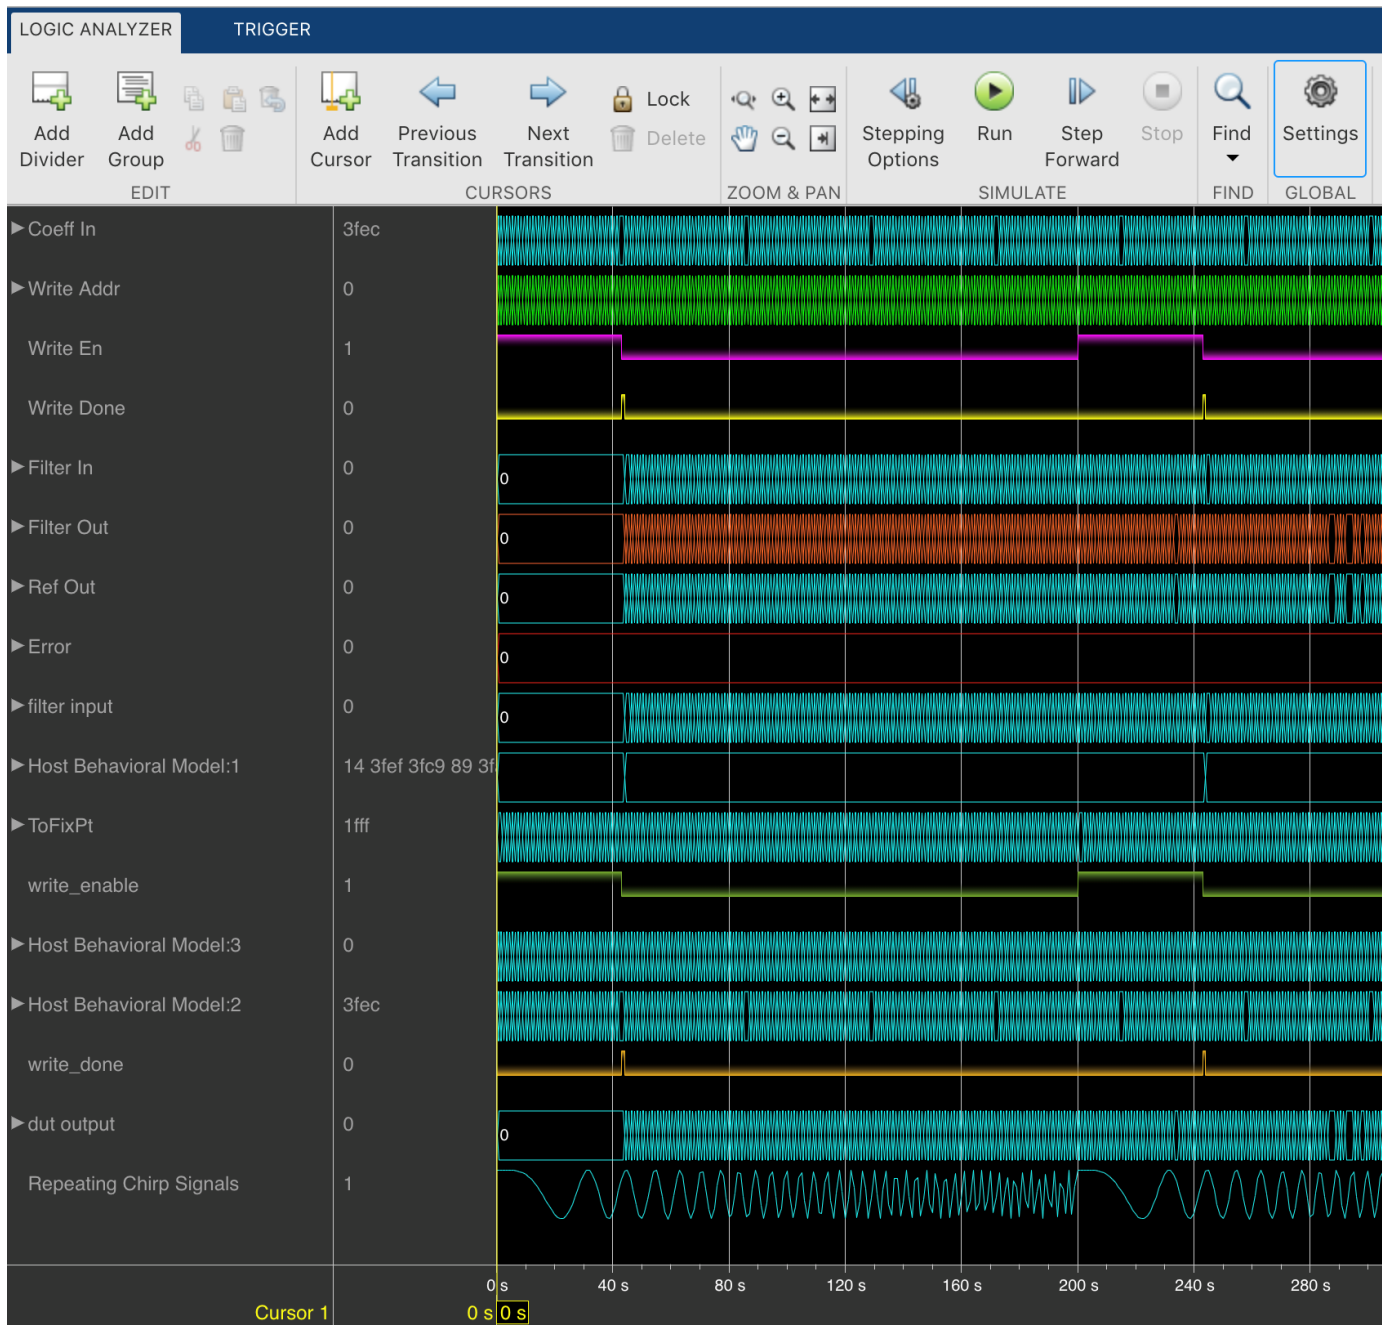 LOGIC ANALYZER TRIGGER
Add Divider
Add Group
EDIT
Add Cursor
Previous Transition
Next Transition
Lock
Delete
CURSORS
ZOOM & PAN
Stepping Options
Run
Step Forward
Stop
SIMULATE
Find
FIND
Settings
GLOBAL
Coeff In 3fec
Write Addr 0
Write En 1
Write Done 0
Filter In 0 0
Filter Out 0 0
Ref Out 0 0
Error 0 0
filter input 0 0
Host Behavioral Model:1 14 3fef 3fc9 89 3f
ToFixPt 1fff
write_enable 1
Host Behavioral Model:3 0
Host Behavioral Model:2 3fec
write_done 0
dut output 0 0
Repeating Chirp Signals 1
0 s 40 s 80 s 120 s 160 s 200 s 240 s 280 s
Cursor 1 0 s 0 s